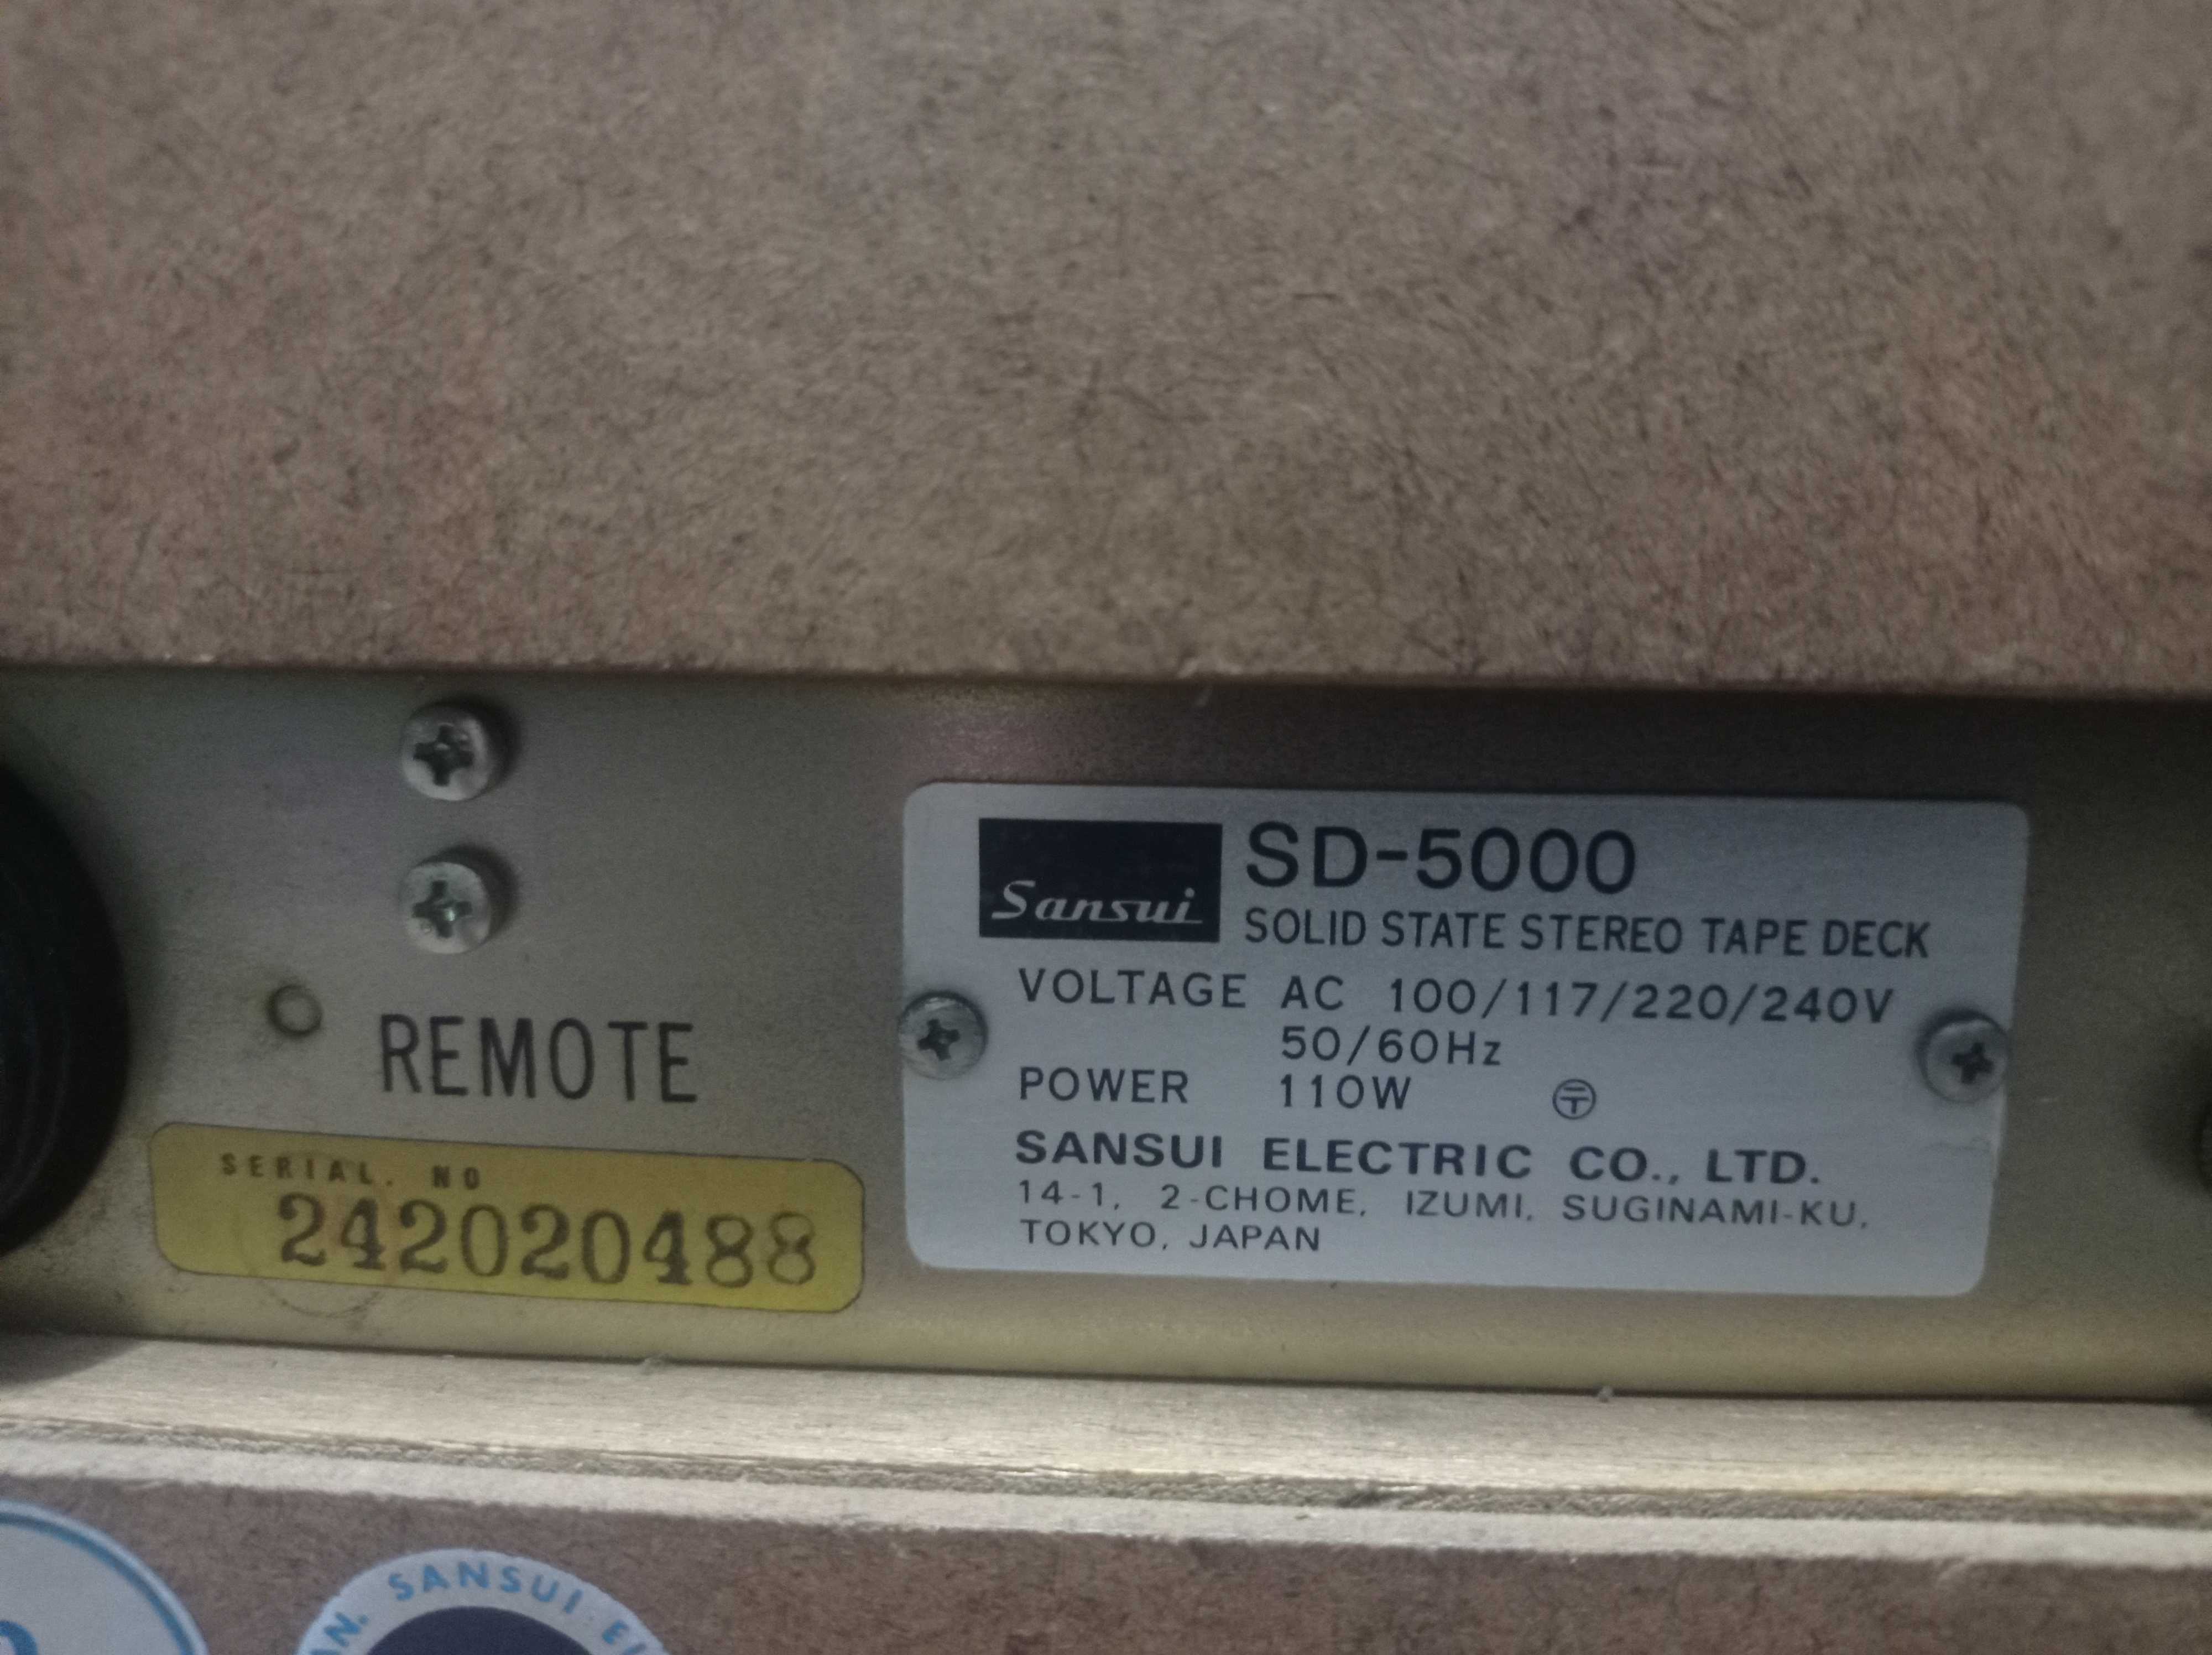 REMOTE
SERIAL. NO
242020488
Sansui
SD-5000
SOLID STATE STEREO TAPE DECK
VOLTAGE AC 100/117/220/240V
50/60Hz
POWER 110W
SANSUI ELECTRIC CO., LTD.
14-1, 2-CHOME, IZUMI, SUGINAMI-KU,
TOKYO, JAPAN
SANSUI